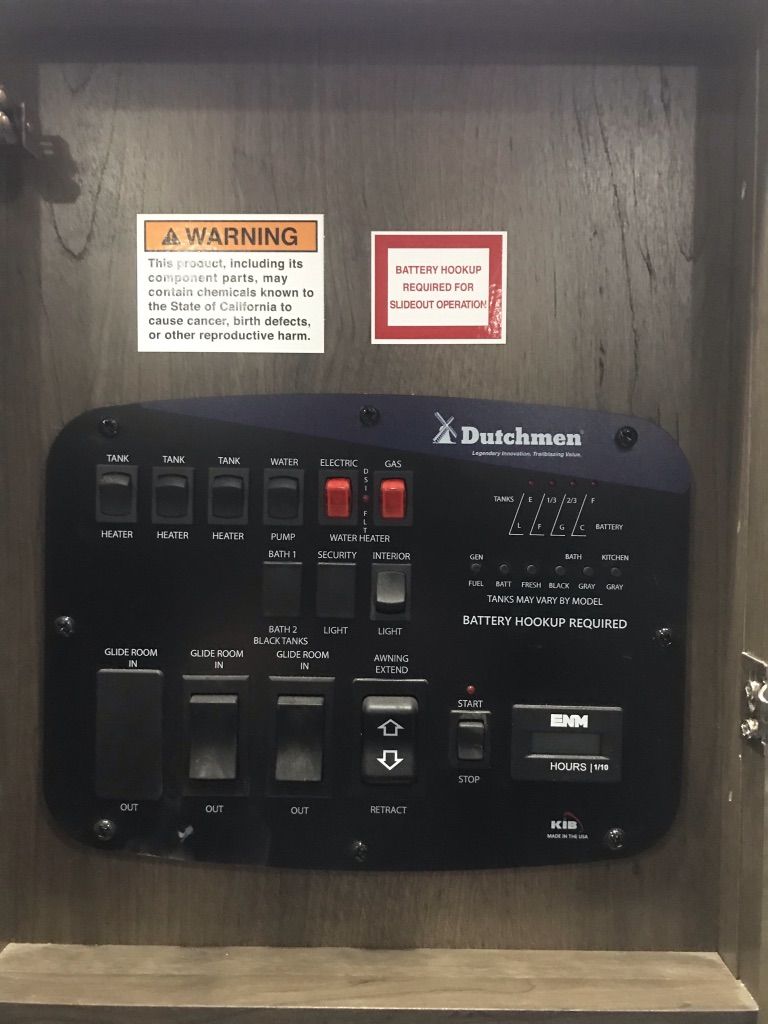 WARNING
This product, including its
component parts, may
contain chemicals known to
the State of California to
cause cancer, birth defects,
or other reproductive harm.
BATTERY HOOKUP
REQUIRED FOR
SLIDEOUT OPERATION
Dutchmen
Legendary Innovation. Trailblazing Value.
TANK TANK TANK WATER ELECTRIC GAS
DSI FLT
HEATER HEATER HEATER PUMP WATER HEATER
TANKS E 1/3 2/3 F
L F G C BATTERY
BATH 1 SECURITY INTERIOR
BATH 2 LIGHT LIGHT
BLACK TANKS
GEN BATH KITCHEN
FUEL BATT FRESH BLACK GRAY GRAY
TANKS MAY VARY BY MODEL
BATTERY HOOKUP REQUIRED
GLIDE ROOM GLIDE ROOM GLIDE ROOM AWNING
IN IN IN EXTEND
OUT OUT OUT RETRACT
START
STOP
ENM
HOURS | 1/10
KIB
MADE IN THE USA